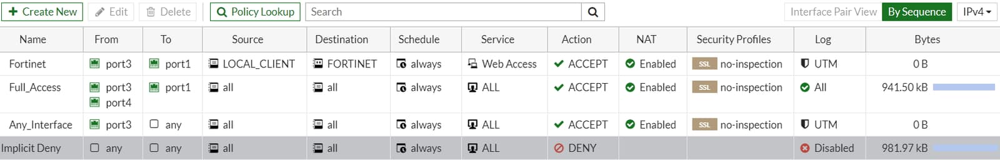 Create New Edit Delete Policy Lookup Search Interface Pair View By Sequence IPv4
Name From To Source Destination Schedule Service Action NAT Security Profiles Log Bytes
Fortinet port3 port1 LOCAL_CLIENT FORTINET always Web Access ACCEPT Enabled SSL no-inspection UTM 0 B
Full_Access port3 port1 all all always ALL ACCEPT Enabled SSL no-inspection All 941.50 kB
port4
Any_Interface port3 any all all always ALL ACCEPT Enabled SSL no-inspection UTM 0 B
Implicit Deny any any all all always ALL DENY Disabled 981.97 kB